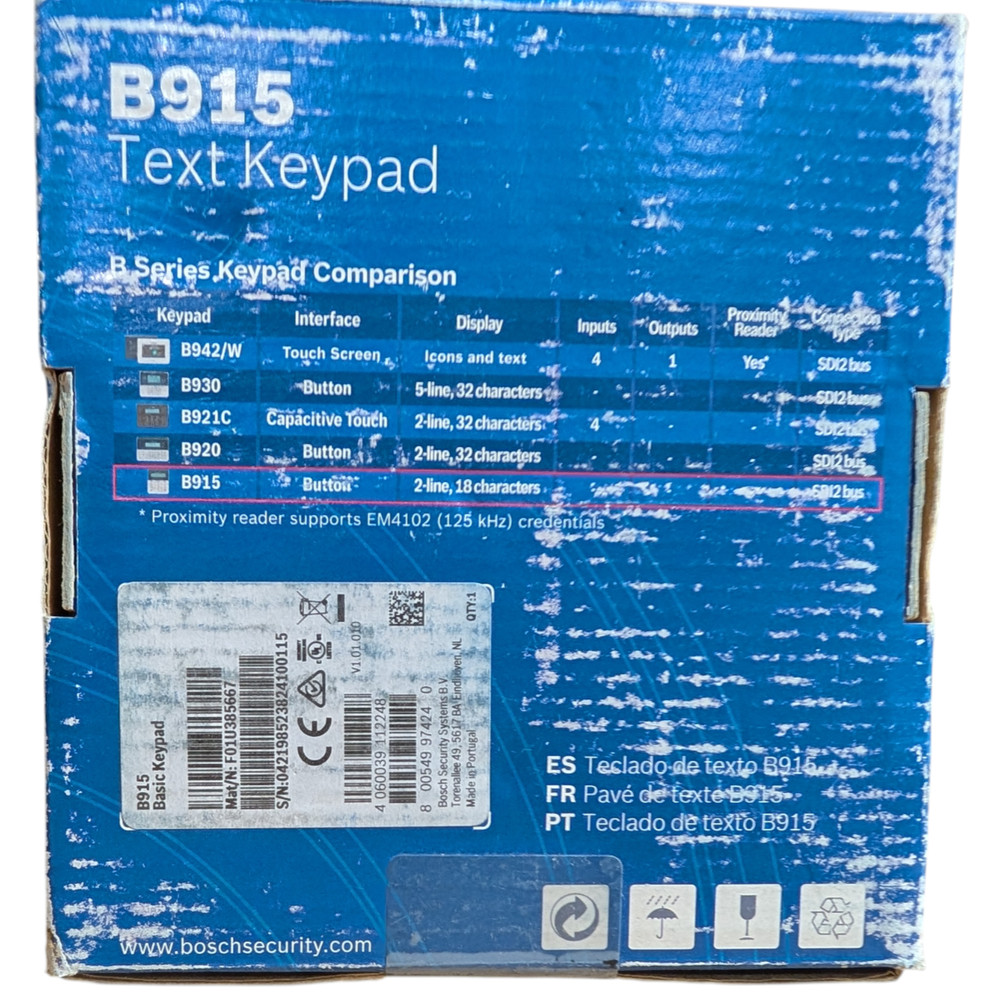 B915
Text Keypad
B Series Keypad Comparison
Keypad Interface Display Inputs Outputs Proximity Reader Connection Type
B942/W Touch Screen Icons and text 4 1 Yes* SDI2 bus
B930 Button 5-line, 32 characters - - - SDI2 bus
B921C Capacitive Touch 2-line, 32 characters 4 - - SDI2 bus
B920 Button 2-line, 32 characters - - - SDI2 bus
B915 Button 2-line, 18 characters - - - SDI2 bus
* Proximity reader supports EM4102 (125 kHz) credentials
B915
Basic Keypad
Mat/N: F01U385667
S/N:042198523824100115
V1.01.010
4 060039 112248
8 00549 97424 0
QTY:1
Bosch Security Systems B.V.
Torenallee 49, 5617 BA Eindhoven, NL
Made in Portugal
ES Teclado de texto B915
FR Pavé de texte B915
PT Teclado de texto B915
www.boschsecurity.com